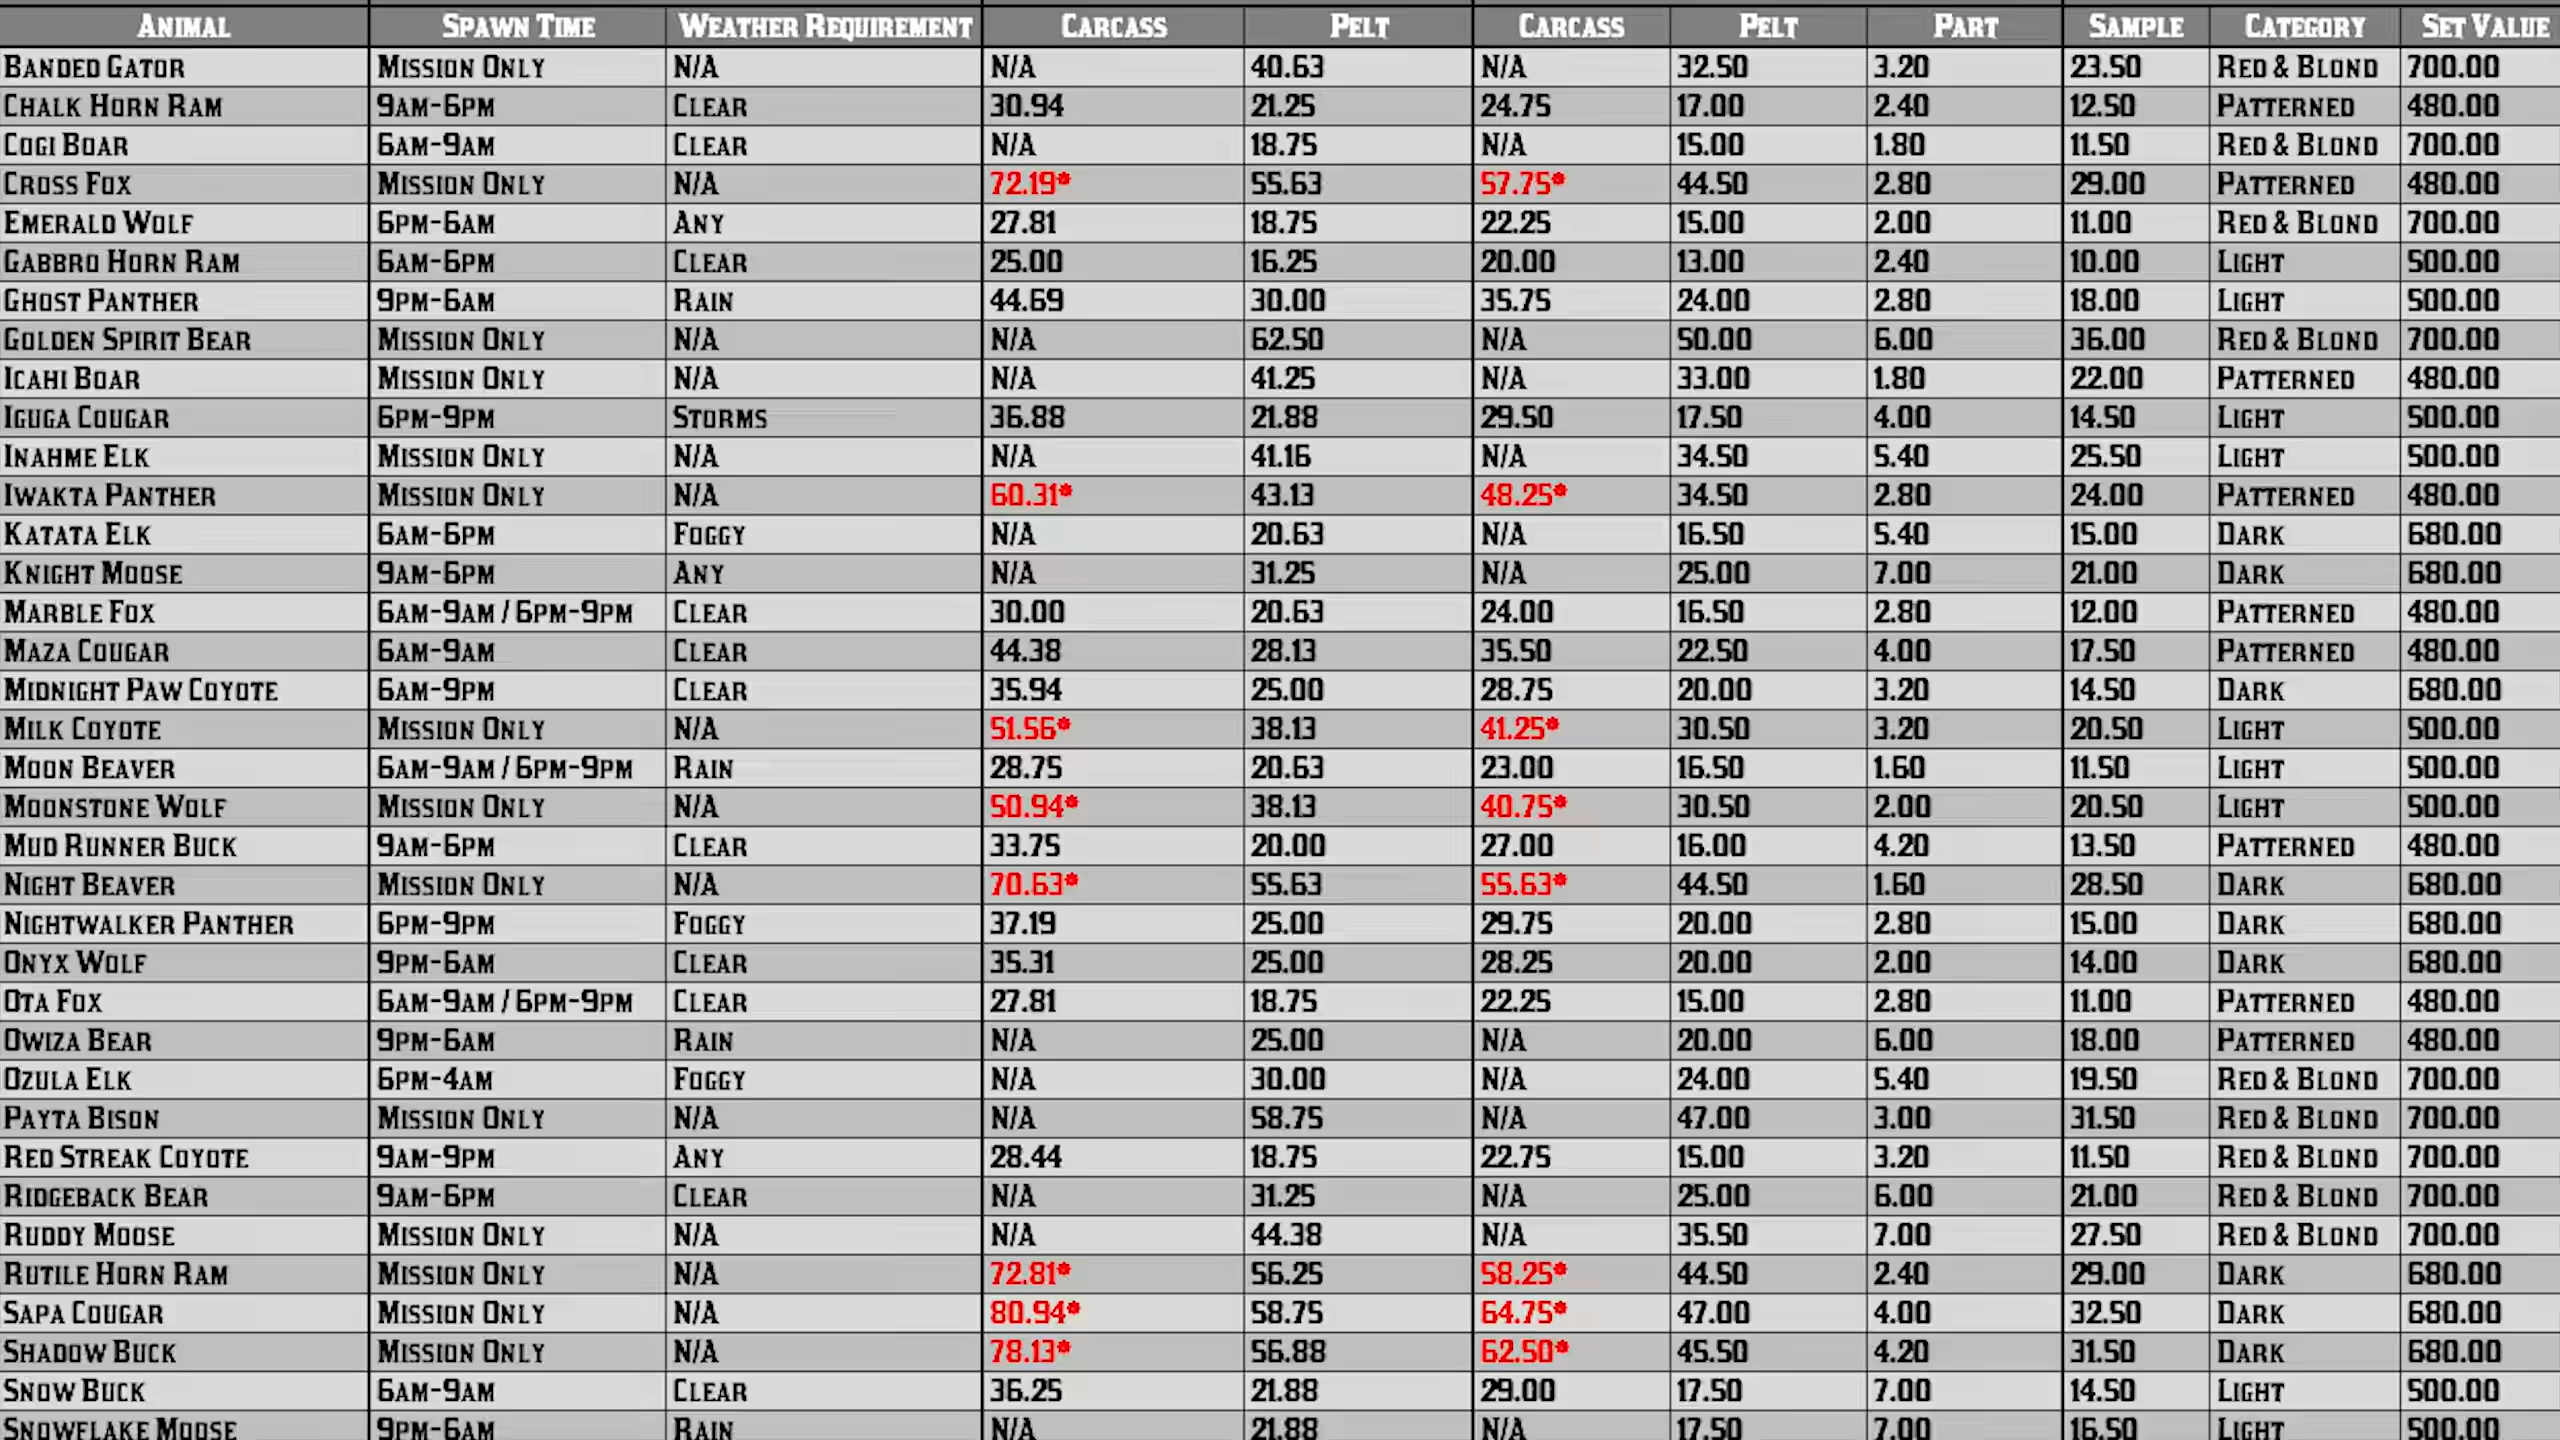 Animal Spawn Time Weather Requirement Carcass Pelt Carcass Pelt Part Sample Category Set Value
Banded Gator Mission Only N/A N/A 40.63 N/A 32.50 3.20 23.50 Red & Blond 700.00
Chalk Horn Ram 9am-6pm Clear 30.94 21.25 24.75 17.00 2.40 12.50 Patterned 480.00
Cogi Boar 6am-9am Clear N/A 18.75 N/A 15.00 1.80 11.50 Red & Blond 700.00
Cross Fox Mission Only N/A 72.19* 55.63 57.75* 44.50 2.80 29.00 Patterned 480.00
Emerald Wolf 6pm-6am Any 27.81 18.75 22.25 15.00 2.00 11.00 Red & Blond 700.00
Gabbro Horn Ram 6am-6pm Clear 25.00 16.25 20.00 13.00 2.40 10.00 Light 500.00
Ghost Panther 9pm-6am Rain 44.69 30.00 35.75 24.00 2.80 18.00 Light 500.00
Golden Spirit Bear Mission Only N/A N/A 62.50 N/A 50.00 6.00 36.00 Red & Blond 700.00
Icahi Boar Mission Only N/A N/A 41.25 N/A 33.00 1.80 22.00 Patterned 480.00
Iguga Cougar 6pm-9pm Storms 36.88 21.88 29.50 17.50 4.00 14.50 Light 500.00
Inahme Elk Mission Only N/A N/A 41.16 N/A 34.50 5.40 25.50 Light 500.00
Iwakta Panther Mission Only N/A 60.31* 43.13 48.25* 34.50 2.80 24.00 Patterned 480.00
Katata Elk 6am-6pm Foggy N/A 20.63 N/A 16.50 5.40 15.00 Dark 680.00
Knight Moose 9am-6pm Any N/A 31.25 N/A 25.00 7.00 21.00 Dark 680.00
Marble Fox 6am-9am / 6pm-9pm Clear 30.00 20.63 24.00 16.50 2.80 12.00 Patterned 480.00
Maza Cougar 6am-9am Clear 44.38 28.13 35.50 22.50 4.00 17.50 Patterned 480.00
Midnight Paw Coyote 6am-9pm Clear 35.94 25.00 28.75 20.00 3.20 14.50 Dark 680.00
Milk Coyote Mission Only N/A 51.56* 38.13 41.25* 30.50 3.20 20.50 Light 500.00
Moon Beaver 6am-9am / 6pm-9pm Rain 28.75 20.63 23.00 16.50 1.60 11.50 Light 500.00
Moonstone Wolf Mission Only N/A 50.94* 38.13 40.75* 30.50 2.00 20.50 Light 500.00
Mud Runner Buck 9am-6pm Clear 33.75 20.00 27.00 16.00 4.20 13.50 Patterned 480.00
Night Beaver Mission Only N/A 70.63* 55.63 55.63* 44.50 1.60 28.50 Dark 680.00
Nightwalker Panther 6pm-9pm Foggy 37.19 25.00 29.75 20.00 2.80 15.00 Dark 680.00
Onyx Wolf 9pm-6am Clear 35.31 25.00 28.25 20.00 2.00 14.00 Dark 680.00
Ota Fox 6am-9am / 6pm-9pm Clear 27.81 18.75 22.25 15.00 2.80 11.00 Patterned 480.00
Owiza Bear 9pm-6am Rain N/A 25.00 N/A 20.00 6.00 18.00 Patterned 480.00
Ozula Elk 6pm-4am Foggy N/A 30.00 N/A 24.00 5.40 19.50 Red & Blond 700.00
Payta Bison Mission Only N/A N/A 58.75 N/A 47.00 3.00 31.50 Red & Blond 700.00
Red Streak Coyote 9am-9pm Any 28.44 18.75 22.75 15.00 3.20 11.50 Red & Blond 700.00
Ridgeback Bear 9am-6pm Clear N/A 31.25 N/A 25.00 6.00 21.00 Red & Blond 700.00
Ruddy Moose Mission Only N/A N/A 44.38 N/A 35.50 7.00 27.50 Red & Blond 700.00
Rutile Horn Ram Mission Only N/A 72.81* 56.25 58.25* 44.50 2.40 29.00 Dark 680.00
Sapa Cougar Mission Only N/A 80.94* 58.75 64.75* 47.00 4.00 32.50 Dark 680.00
Shadow Buck Mission Only N/A 78.13* 56.88 62.50* 45.50 4.20 31.50 Dark 680.00
Snow Buck 6am-9am Clear 36.25 21.88 29.00 17.50 7.00 14.50 Light 500.00
Snowflake Moose 9pm-6am Rain N/A 21.88 N/A 17.50 7.00 16.50 Light 500.00